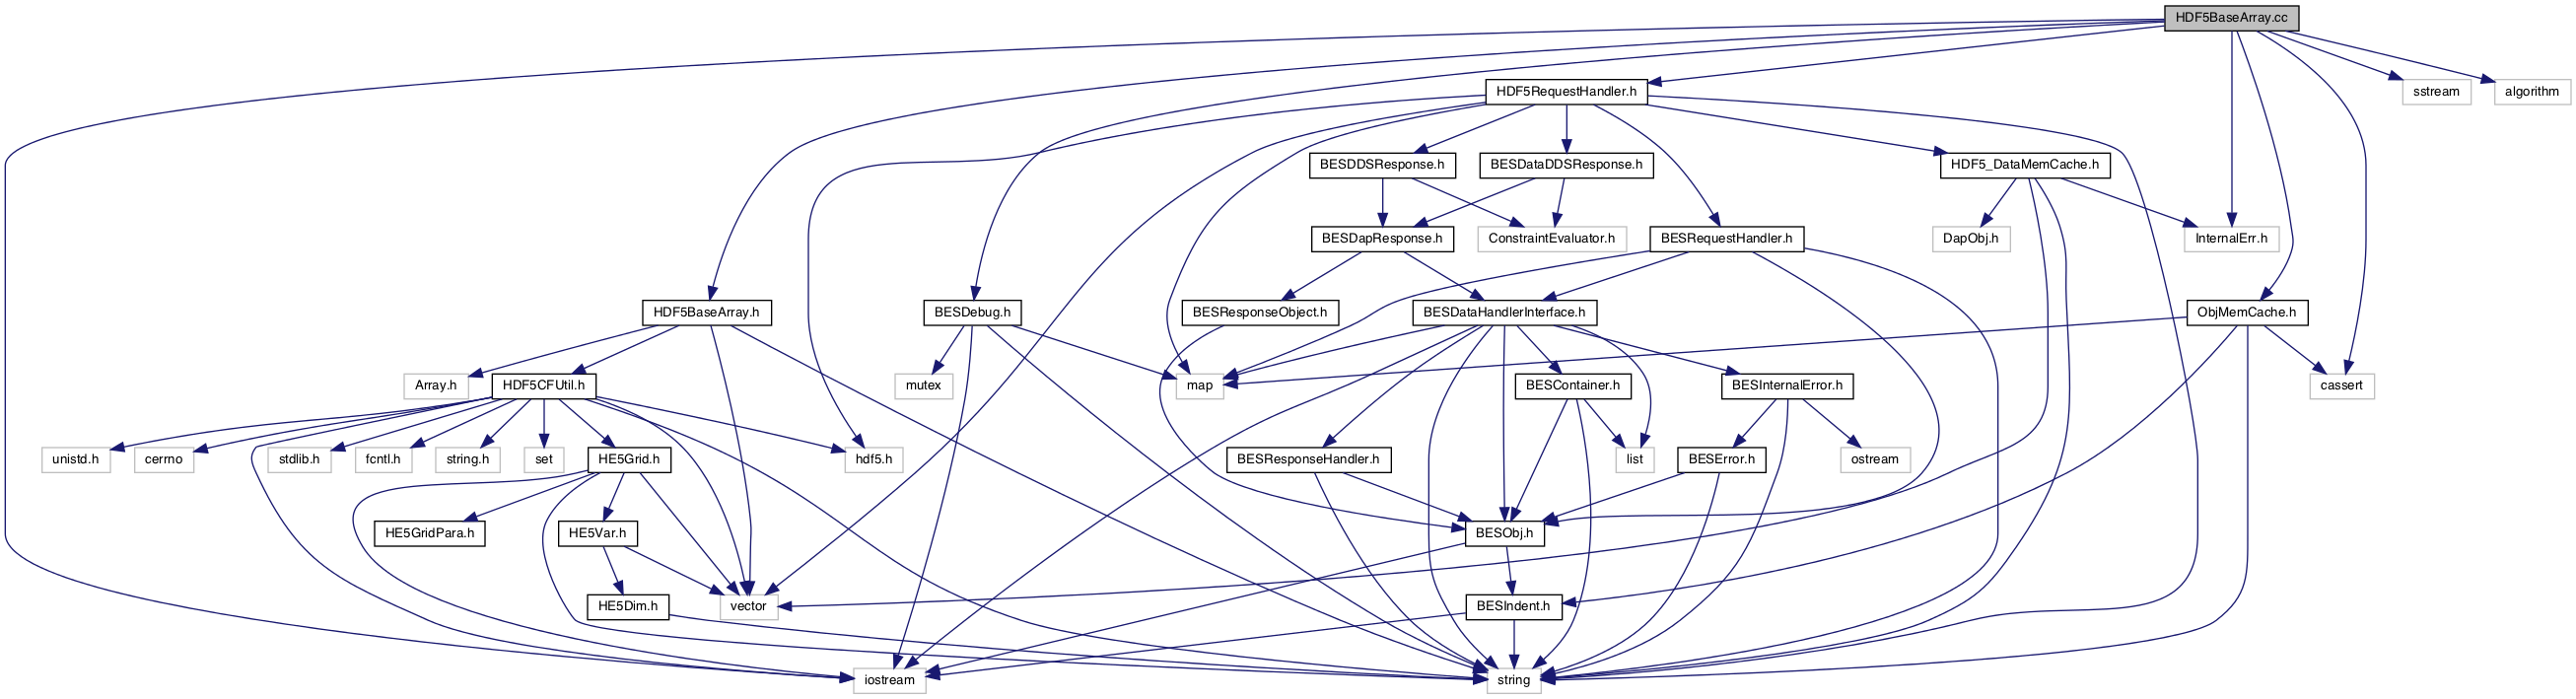 HDF5BaseArray.cc
HDF5RequestHandler.h
sstream
algorithm
BESDDSResponse.h
BESDataDDSResponse.h
HDF5_DataMemCache.h
BESDapResponse.h
ConstraintEvaluator.h
BESRequestHandler.h
DapObj.h
InternalErr.h
HDF5BaseArray.h
BESDebug.h
BESResponseObject.h
BESDataHandlerInterface.h
ObjMemCache.h
Array.h
HDF5CFUtil.h
mutex
map
BESContainer.h
BESInternalError.h
cassert
unistd.h
cerrno
stdlib.h
fcntl.h
string.h
set
HE5Grid.h
hdf5.h
BESResponseHandler.h
list
BESError.h
ostream
HE5GridPara.h
HE5Var.h
BESObj.h
HE5Dim.h
vector
BESIndent.h
iostream
string